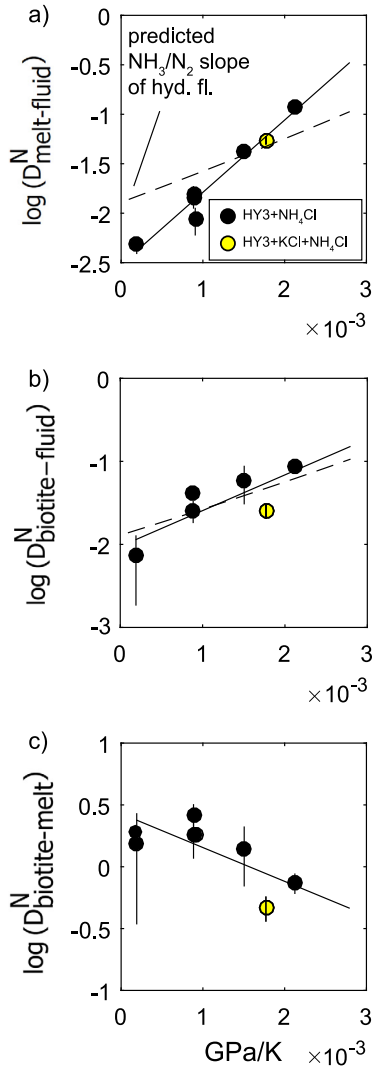 a)
0
-0.5
-1
-1.5
-2
-2.5
log (D^N_melt-fluid)
predicted
NH₃/N₂ slope
of hyd. fl.
HY3+NH₄Cl
HY3+KCl+NH₄Cl
0 1 2 3
×10⁻³
b)
0
-1
-2
-3
log (D^N_biotite–fluid)
0 1 2 3
×10⁻³
c)
1
0.5
0
-0.5
-1
log (D^N_biotite-melt)
0 1 2 3
GPa/K ×10⁻³